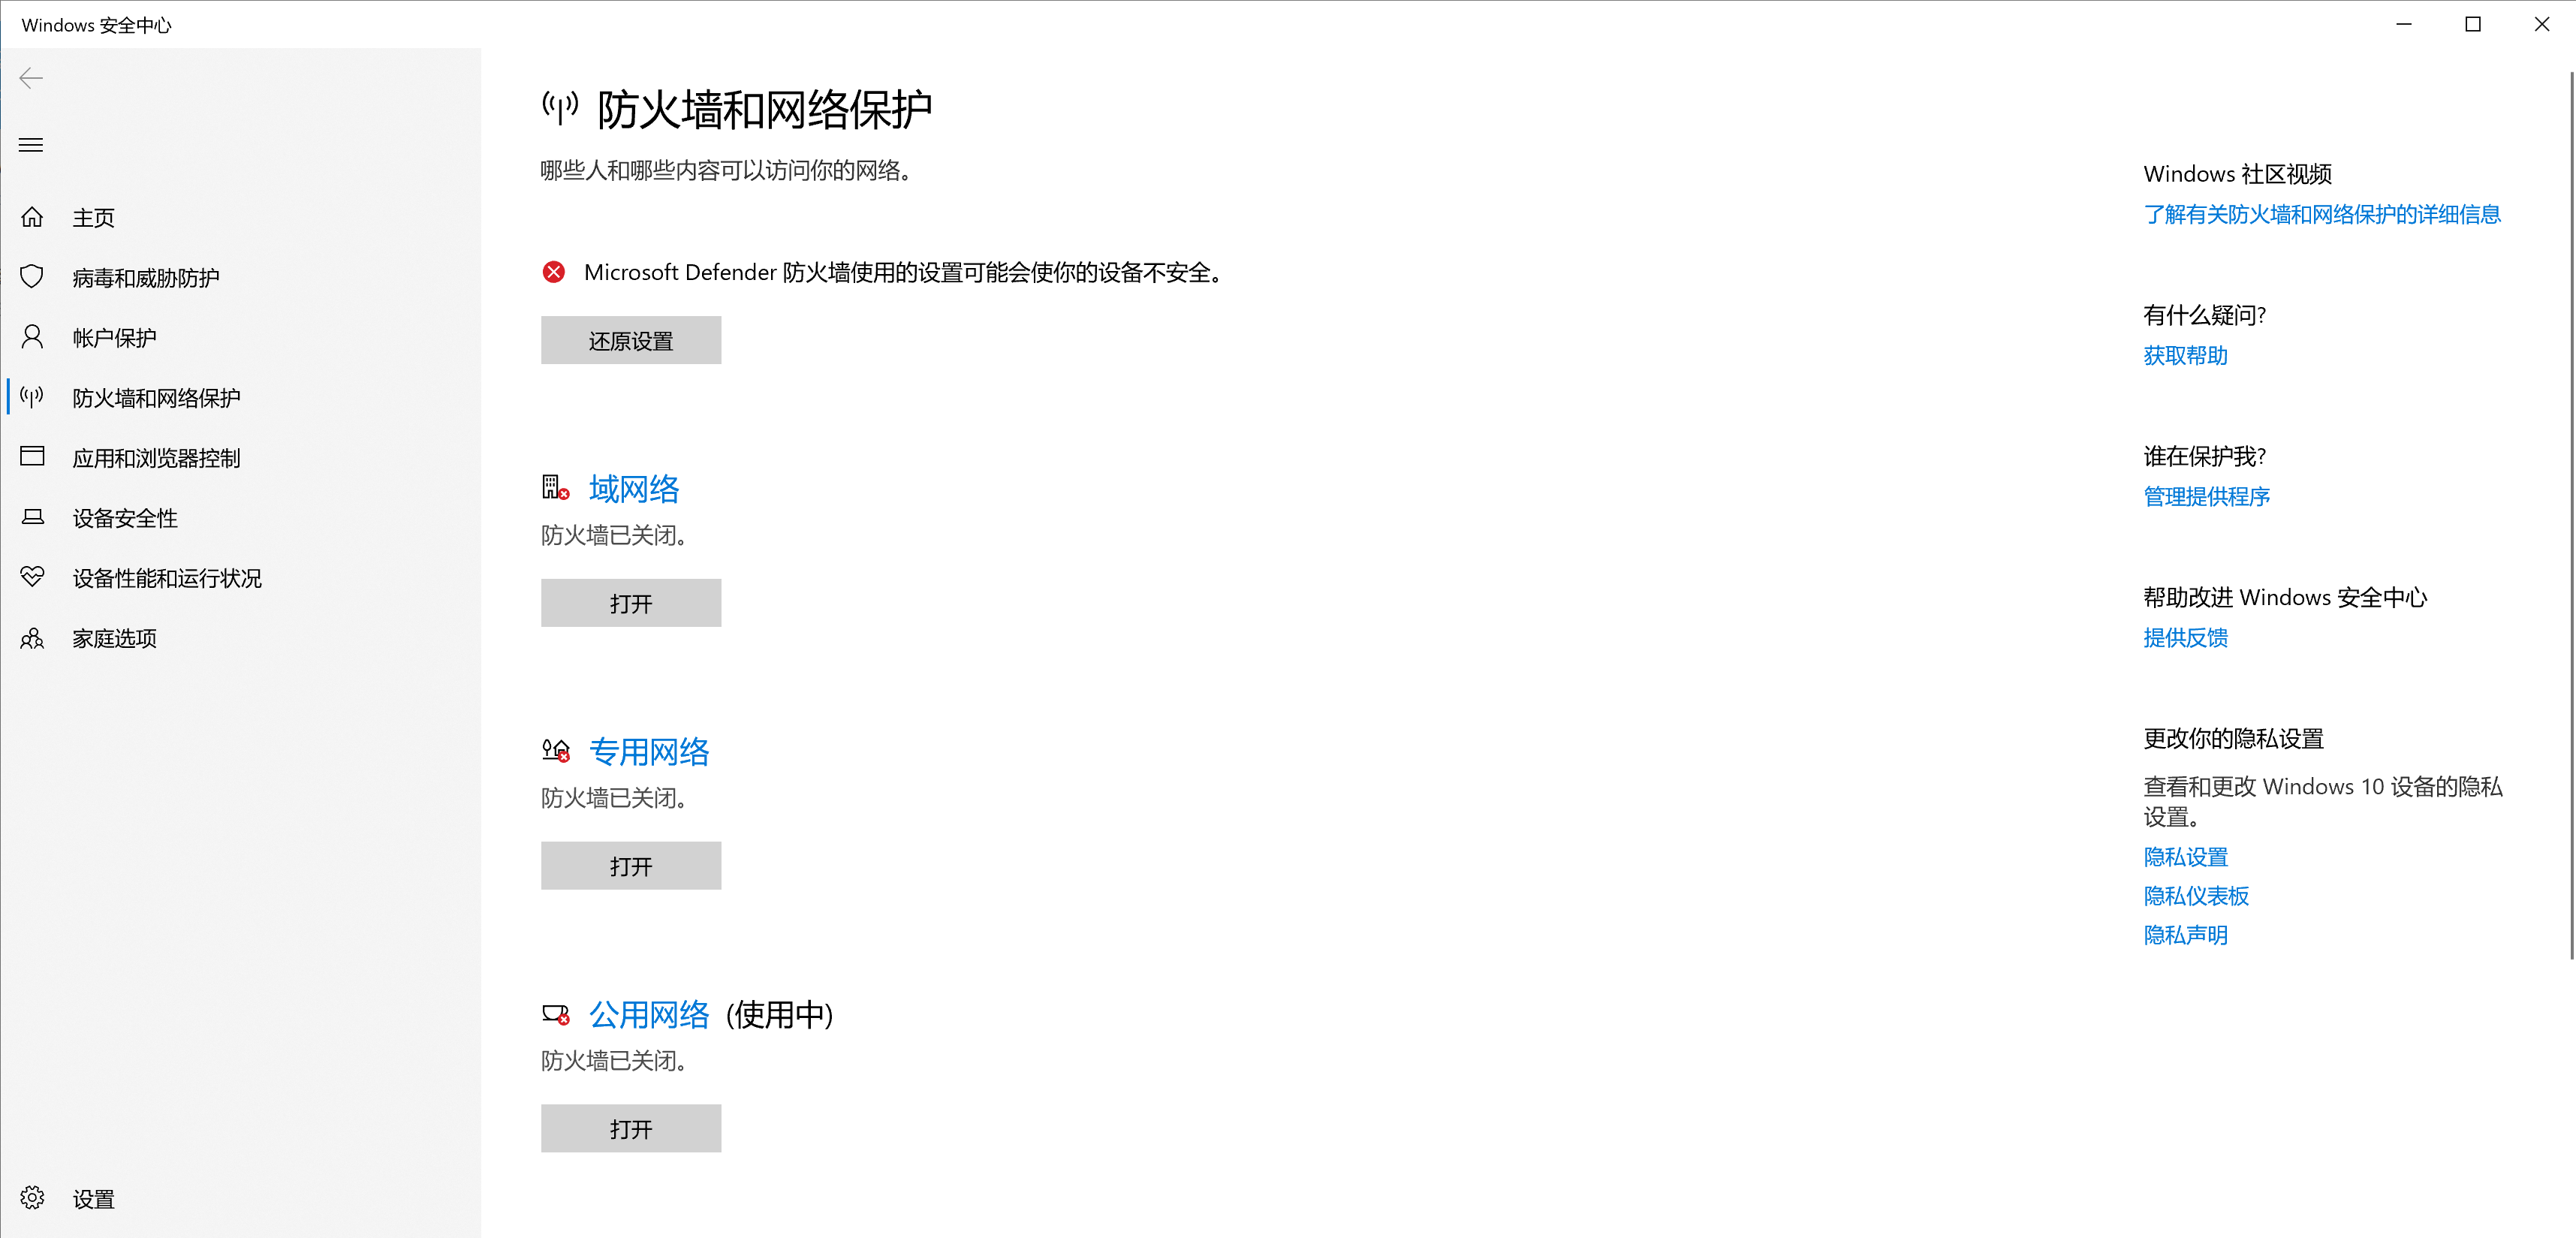 Windows 安全中心
主页
病毒和威胁防护
帐户保护
防火墙和网络保护
应用和浏览器控制
设备安全性
设备性能和运行状况
家庭选项
设置
防火墙和网络保护
哪些人和哪些内容可以访问你的网络。
Microsoft Defender 防火墙使用的设置可能会使你的设备不安全。
还原设置
域网络
防火墙已关闭。
打开
专用网络
防火墙已关闭。
打开
公用网络 (使用中)
防火墙已关闭。
打开
Windows 社区视频
了解有关防火墙和网络保护的详细信息
有什么疑问?
获取帮助
谁在保护我?
管理提供程序
帮助改进 Windows 安全中心
提供反馈
更改你的隐私设置
查看和更改 Windows 10 设备的隐私
设置。
隐私设置
隐私仪表板
隐私声明